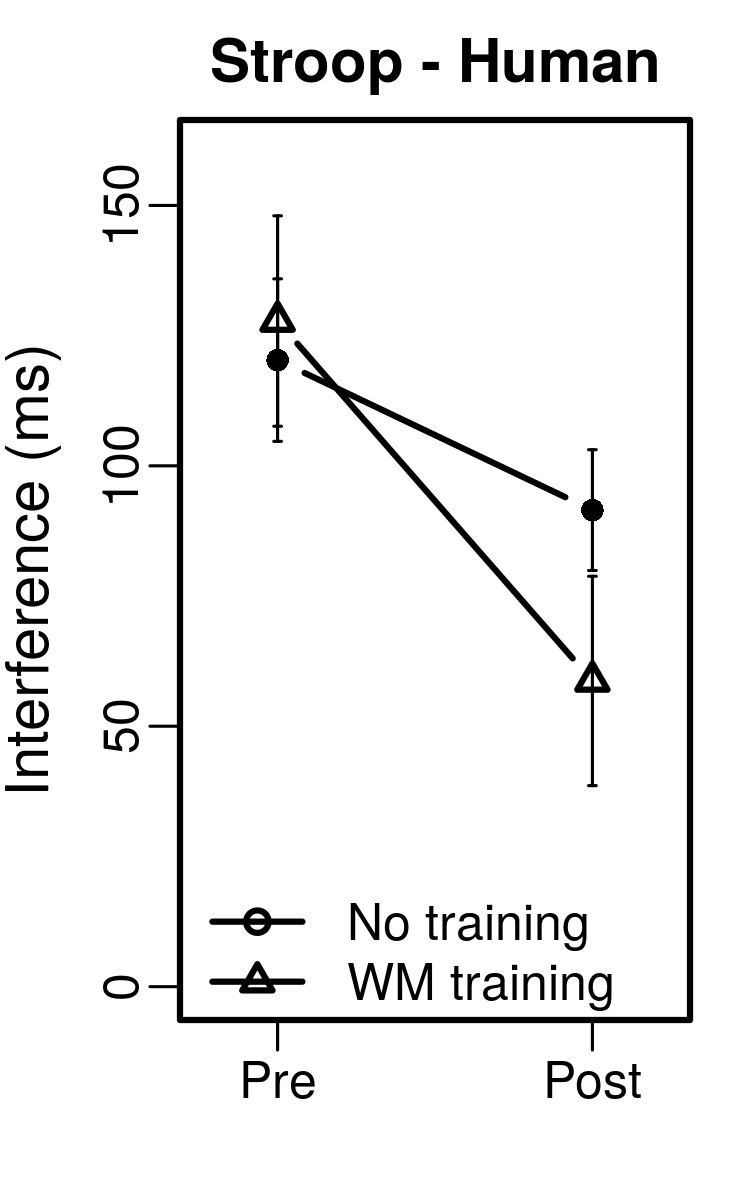 Stroop - Human
Interference (ms)
150
100
50
0
No training
WM training
Pre
Post